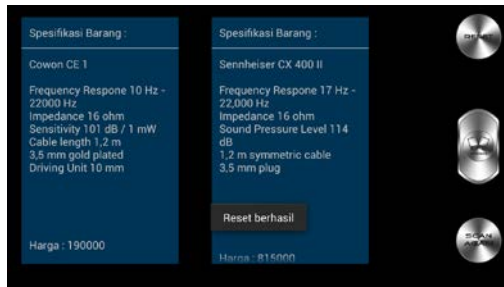 Spesifikasi Barang :
Cowon CE 1
Frequency Respone 10 Hz -
22000 Hz
Impedance 16 ohm
Sensitivity 101 dB / 1 mW
Cable length 1,2 m
3,5 mm gold plated
Driving Unit 10 mm
Harga : 190000
Spesifikasi Barang :
Sennheiser CX 400 II
Frequency Respone 17 Hz -
22,000 Hz
Impedance 16 ohm
Sound Pressure Level 114
dB
1,2 m symmetric cable
3,5 mm plug
Reset berhasil
Harga : 815000
RESET
SCAN
AGAIN